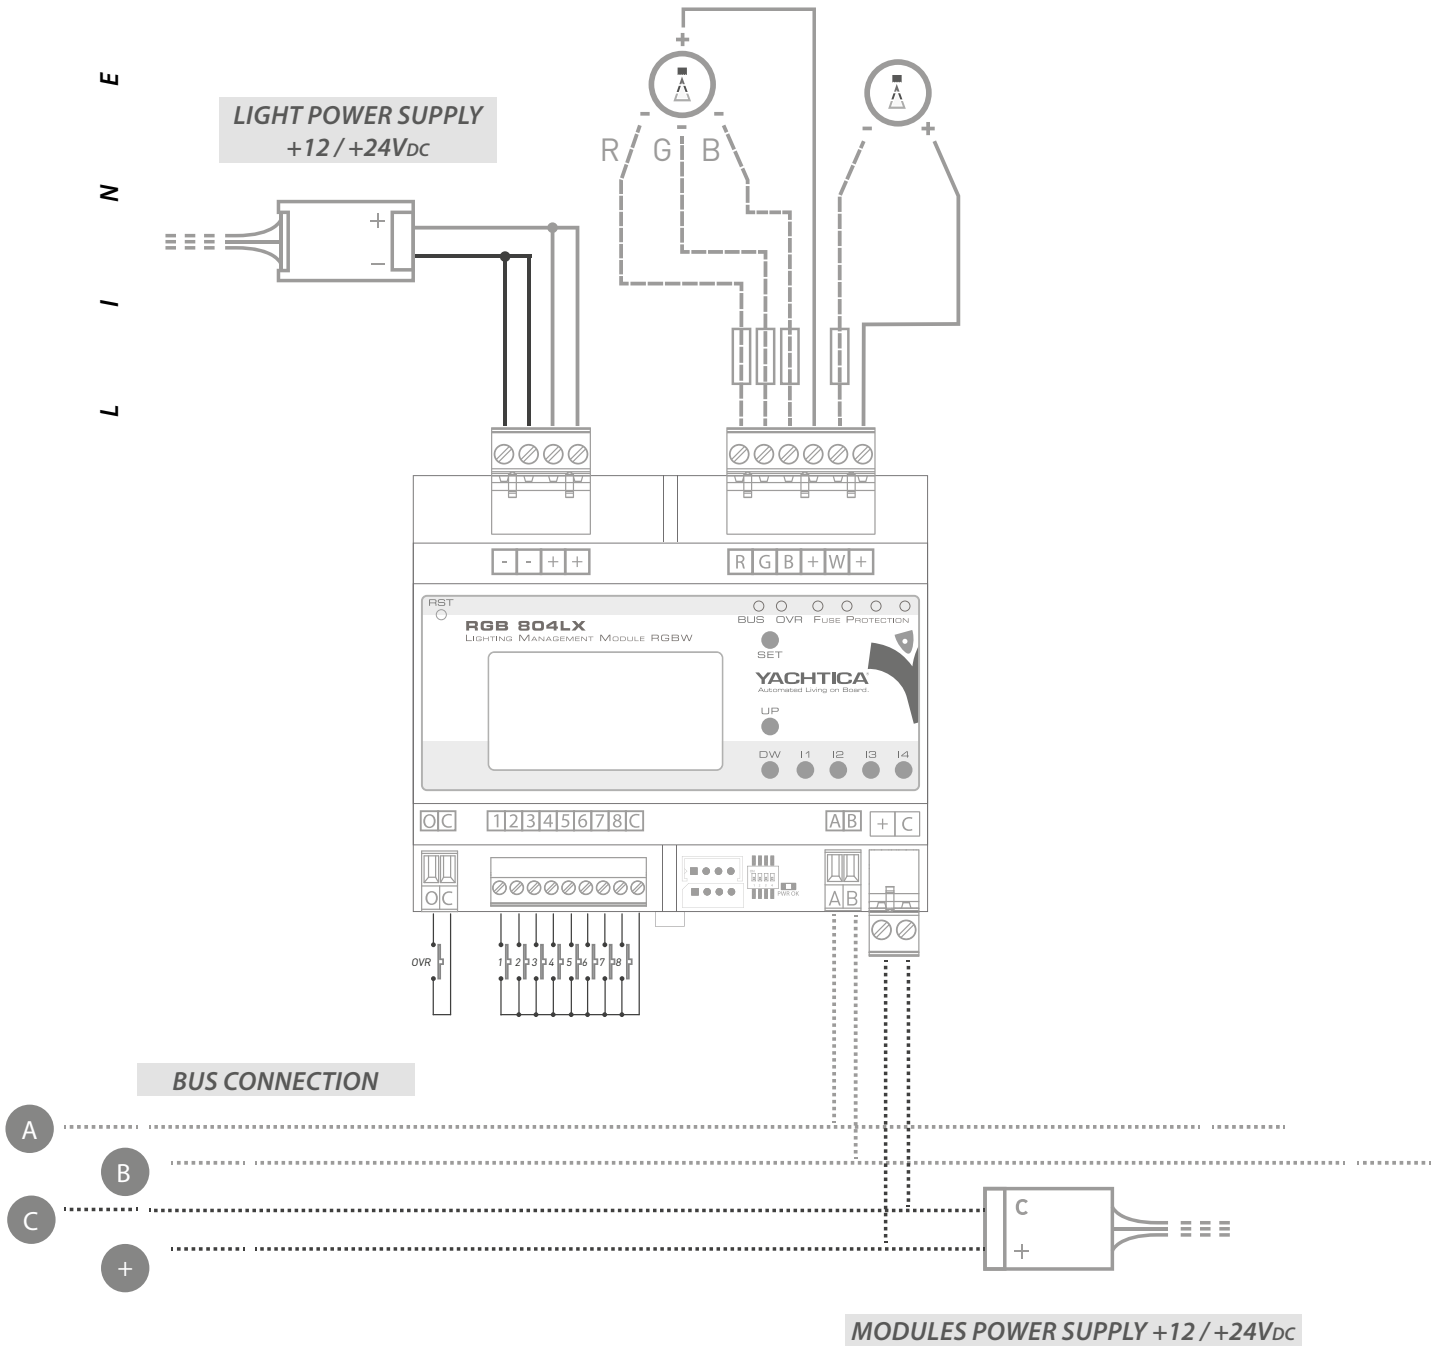 L I N E
LIGHT POWER SUPPLY
+12 / +24VDC
+
-
+
- - -
R G B
- +
- - + +
R G B + W +
RST
RGB 804LX
LIGHTING MANAGEMENT MODULE RGBW
BUS OVR FUSE PROTECTION
SET
YACHTICA
Automated Living on Board.
UP
DW I1 I2 I3 I4
O C
1 2 3 4 5 6 7 8 C
A B
+ C
O C
PWR OK
A B
OVR
1 2 3 4 5 6 7 8
BUS CONNECTION
A
B
C
+
C
+
MODULES POWER SUPPLY +12 / +24VDC